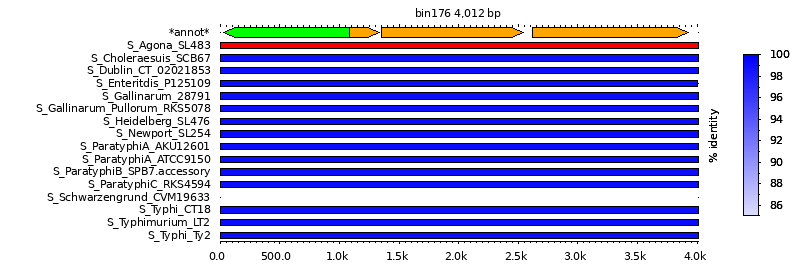 bin176 4,012 bp
*annot*
S_Agona_SL483
S_Choleraesuis_SCB67
S_Dublin_CT_02021853
S_Enteritdis_P125109
S_Gallinarum_28791
S_Gallinarum_Pullorum_RKS5078
S_Heidelberg_SL476
S_Newport_SL254
S_ParatyphiA_AKU12601
S_ParatyphiA_ATCC9150
S_ParatyphiB_SPB7.accessory
S_ParatyphiC_RKS4594
S_Schwarzengrund_CVM19633
S_Typhi_CT18
S_Typhimurium_LT2
S_Typhi_Ty2
0.0 500.0 1.0k 1.5k 2.0k 2.5k 3.0k 3.5k 4.0k
% identity
100
98
96
94
92
90
88
86